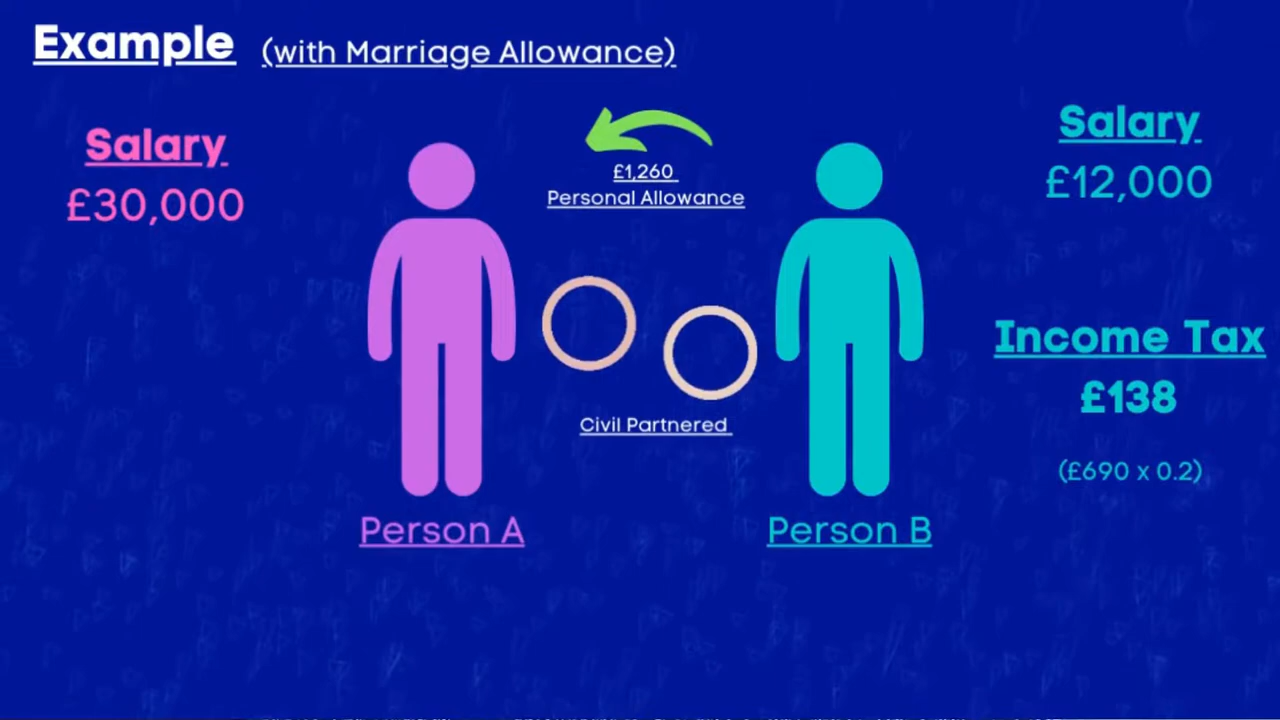 Example (with Marriage Allowance)
Salary
£30,000
£1,260
Personal Allowance
Civil Partnered
Person A
Person B
Salary
£12,000
Income Tax
£138
(£690 x 0.2)